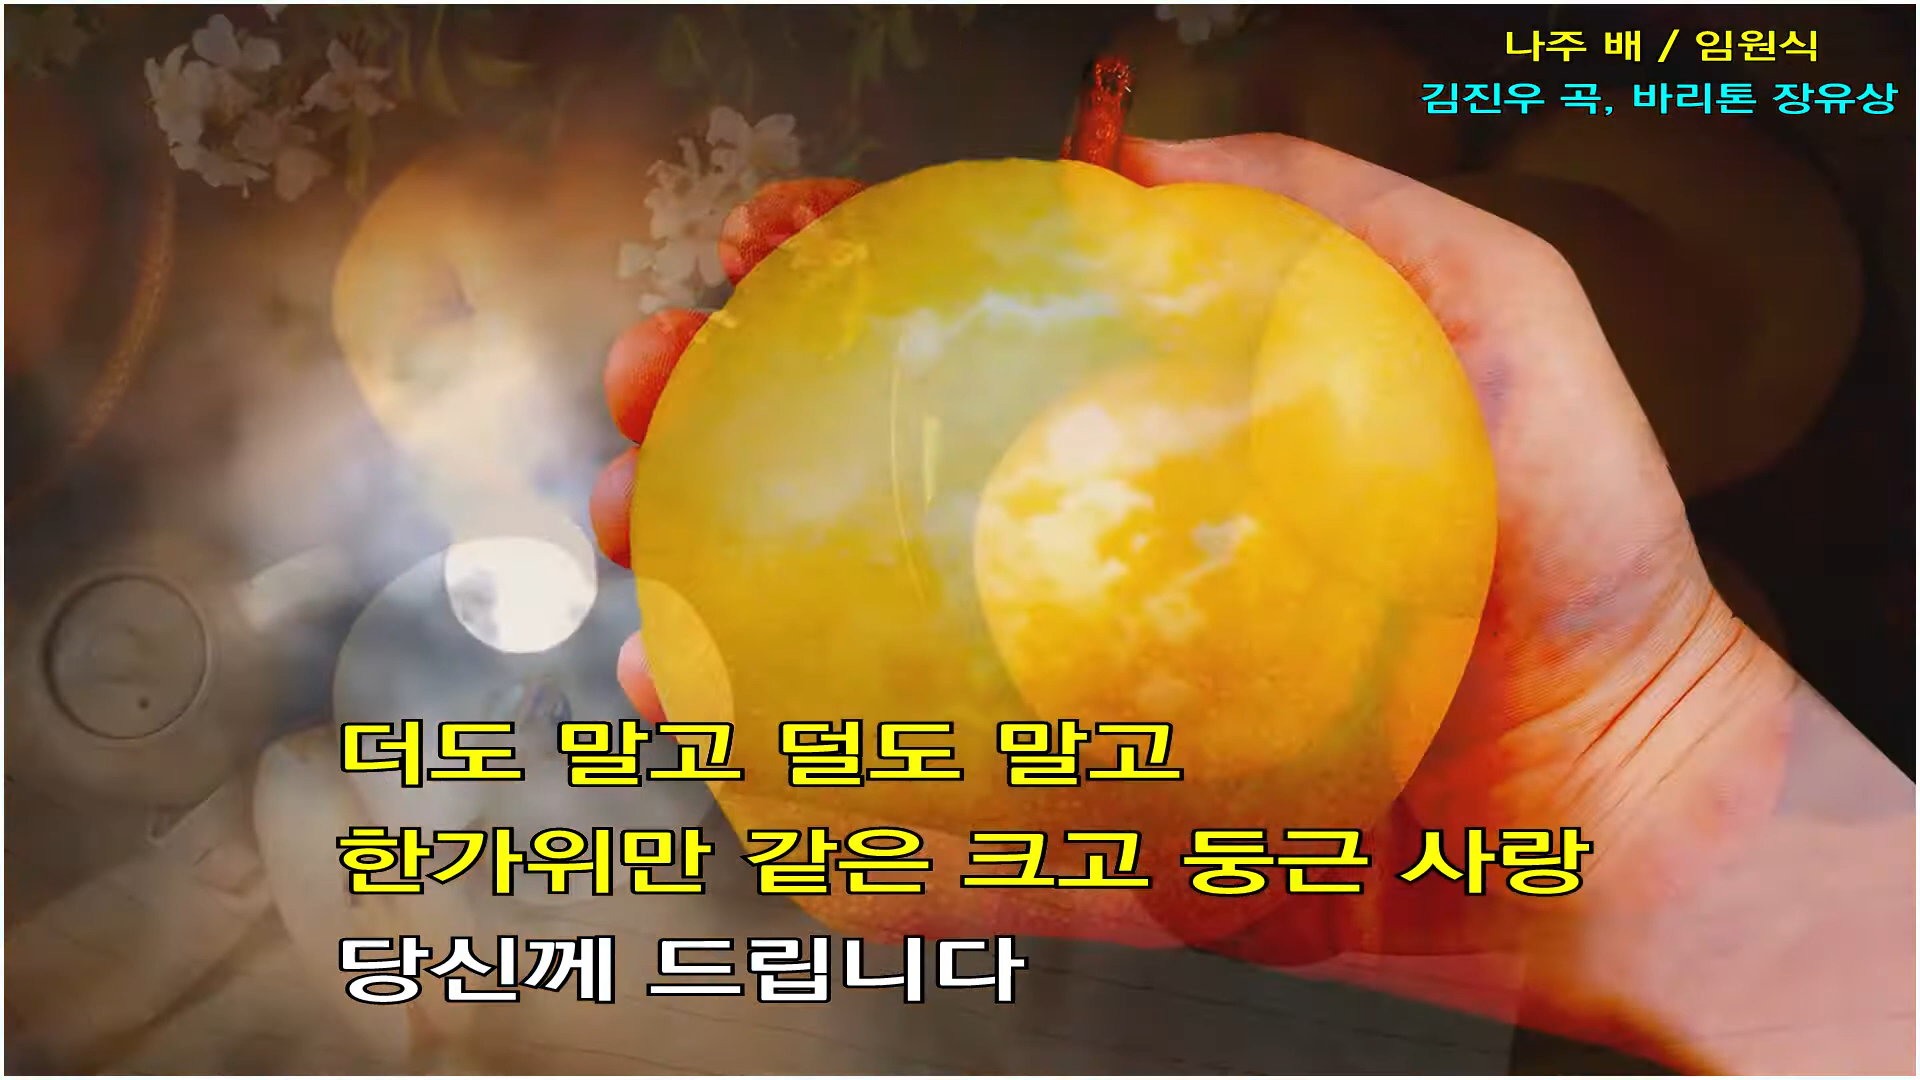 나주 배 / 임원식
김진우 곡, 바리톤 장유상
더도 말고 덜도 말고
한가위만 같은 크고 둥근 사랑
당신께 드립니다